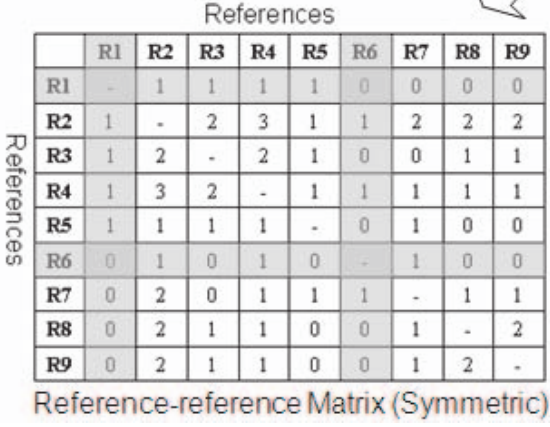 References
R1 R2 R3 R4 R5 R6 R7 R8 R9
R1 - 1 1 1 1 0 0 0 0
R2 1 - 2 3 1 1 2 2 2
R3 1 2 - 2 1 0 0 1 1
R4 1 3 2 - 1 1 1 1 1
R5 1 1 1 1 - 0 1 0 0
R6 0 1 0 1 0 - 1 0 0
R7 0 2 0 1 1 1 - 1 1
R8 0 2 1 1 0 0 1 - 2
R9 0 2 1 1 0 0 1 2 -
References
Reference-reference Matrix (Symmetric)